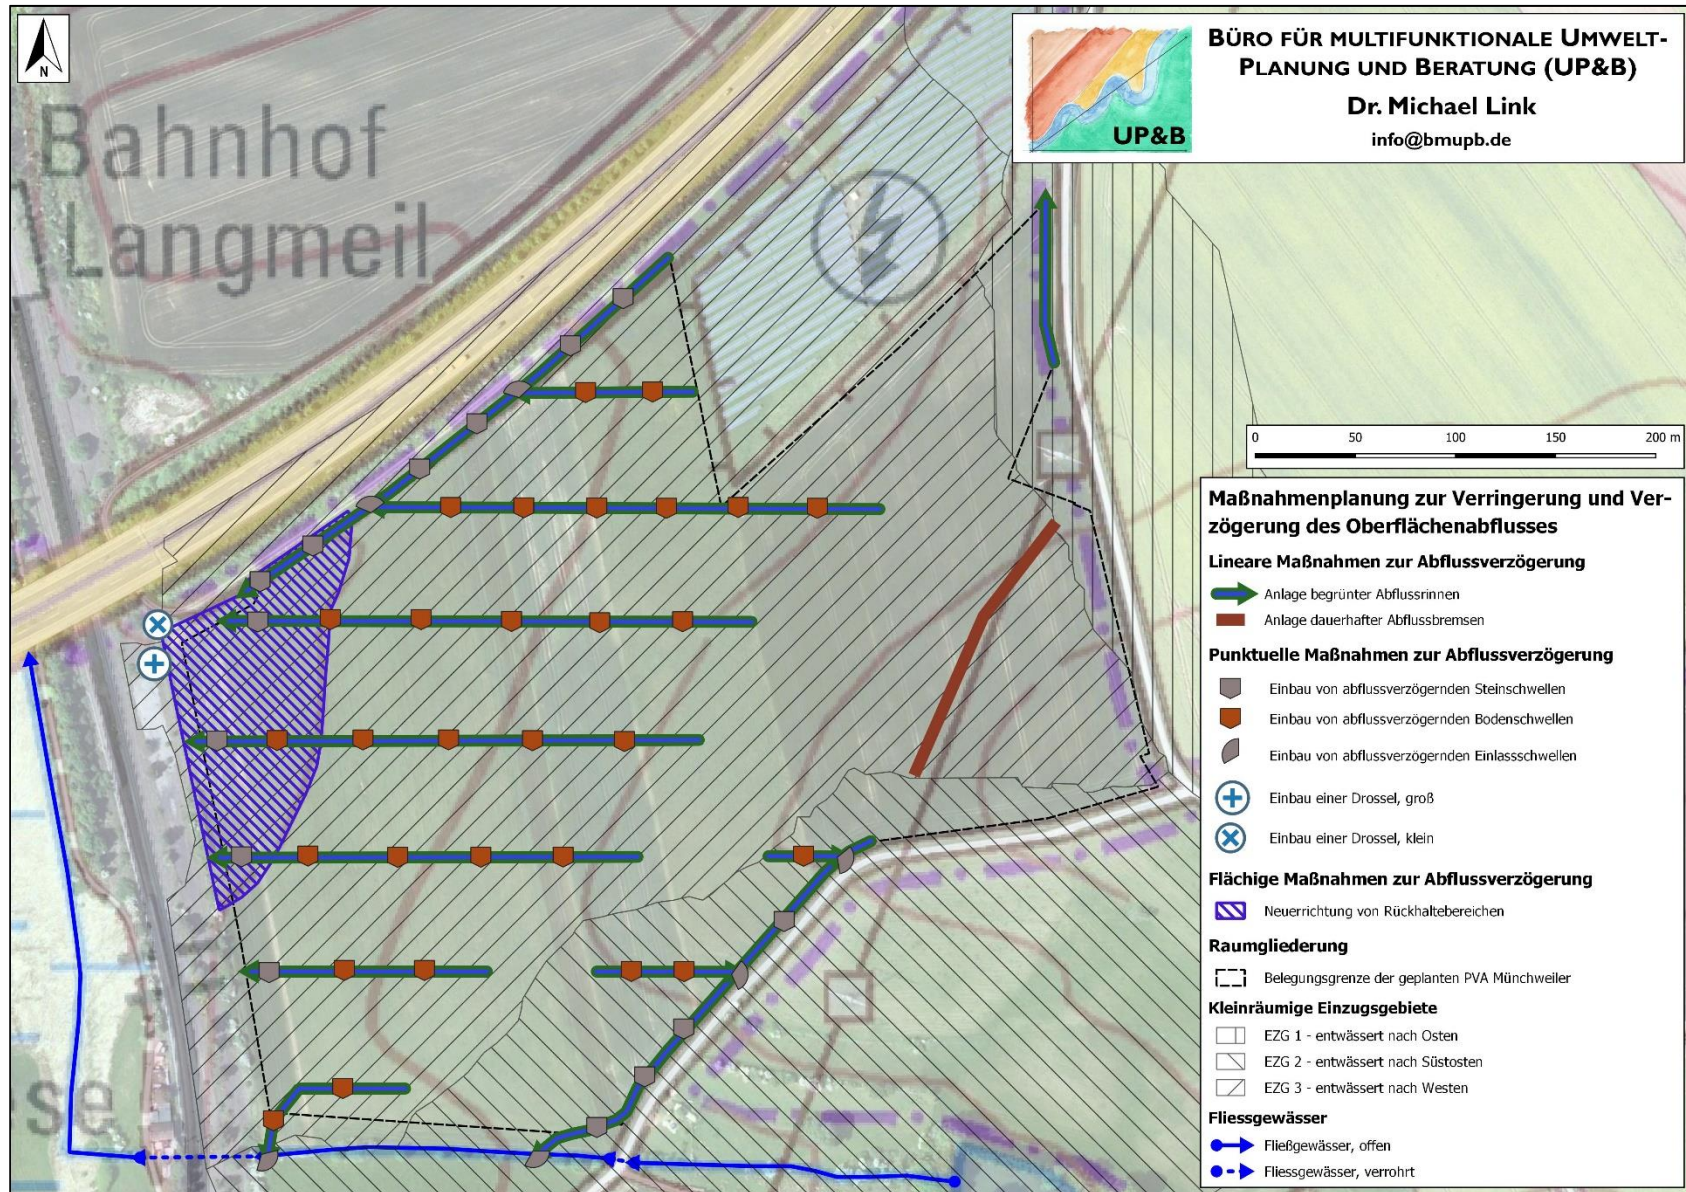 N
Bahnhof
Langmeil
se
UP&B
BÜRO FÜR MULTIFUNKTIONALE UMWELT-
PLANUNG UND BERATUNG (UP&B)
Dr. Michael Link
info@bmupb.de
0 50 100 150 200 m
Maßnahmenplanung zur Verringerung und Ver-
zögerung des Oberflächenabflusses
Lineare Maßnahmen zur Abflussverzögerung
Anlage begrünter Abflussrinnen
Anlage dauerhafter Abflussbremsen
Punktuelle Maßnahmen zur Abflussverzögerung
Einbau von abflussverzögernden Steinschwellen
Einbau von abflussverzögernden Bodenschwellen
Einbau von abflussverzögernden Einlassschwellen
Einbau einer Drossel, groß
Einbau einer Drossel, klein
Flächige Maßnahmen zur Abflussverzögerung
Neuerrichtung von Rückhaltebereichen
Raumgliederung
Belegungsgrenze der geplanten PVA Münchweiler
Kleinräumige Einzugsgebiete
EZG 1 - entwässert nach Osten
EZG 2 - entwässert nach Süstosten
EZG 3 - entwässert nach Westen
Fliessgewässer
Fließgewässer, offen
Fliessgewässer, verrohrt